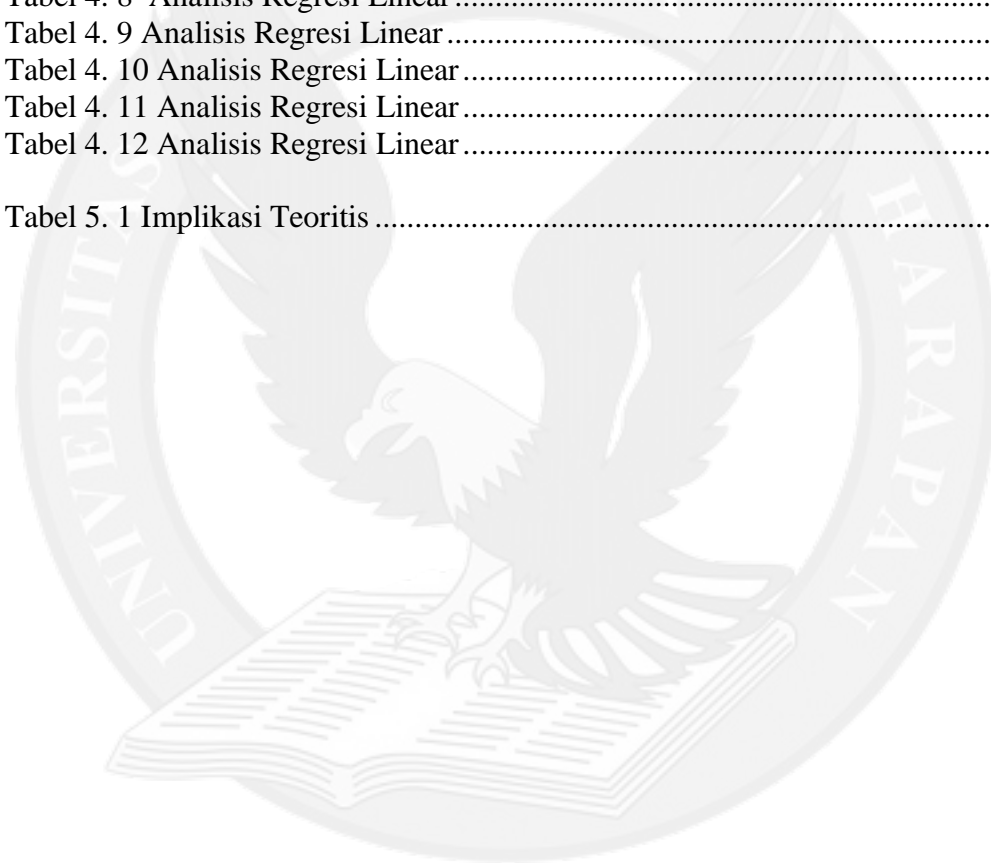 Tabel 4. 8 Analisis Regresi Linear ........................................................................................
Tabel 4. 9 Analisis Regresi Linear ..........................................................................................
Tabel 4. 10 Analisis Regresi Linear ........................................................................................
Tabel 4. 11 Analisis Regresi Linear ........................................................................................
Tabel 4. 12 Analisis Regresi Linear ........................................................................................
Tabel 5. 1 Implikasi Teoritis ......................................................................................................
UNIVERSITAS
HARAPAN